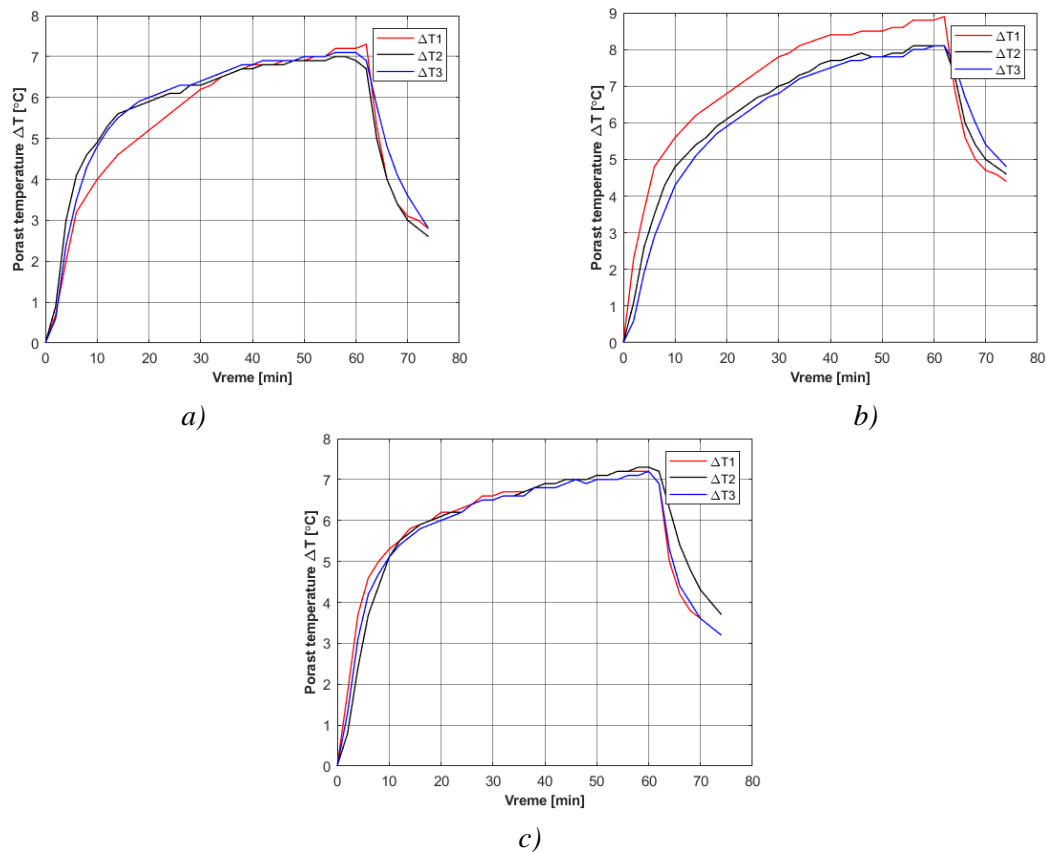 8
7
6
5
4
3
2
1
0
0 10 20 30 40 50 60 70 80
Porast temperature ΔT [°C]
Vreme [min]
ΔT1
ΔT2
ΔT3
a)
9
8
7
6
5
4
3
2
1
0
0 10 20 30 40 50 60 70 80
Porast temperature ΔT [°C]
Vreme [min]
ΔT1
ΔT2
ΔT3
b)
8
7
6
5
4
3
2
1
0
0 10 20 30 40 50 60 70 80
Porast temperature ΔT [°C]
Vreme [min]
ΔT1
ΔT2
ΔT3
c)